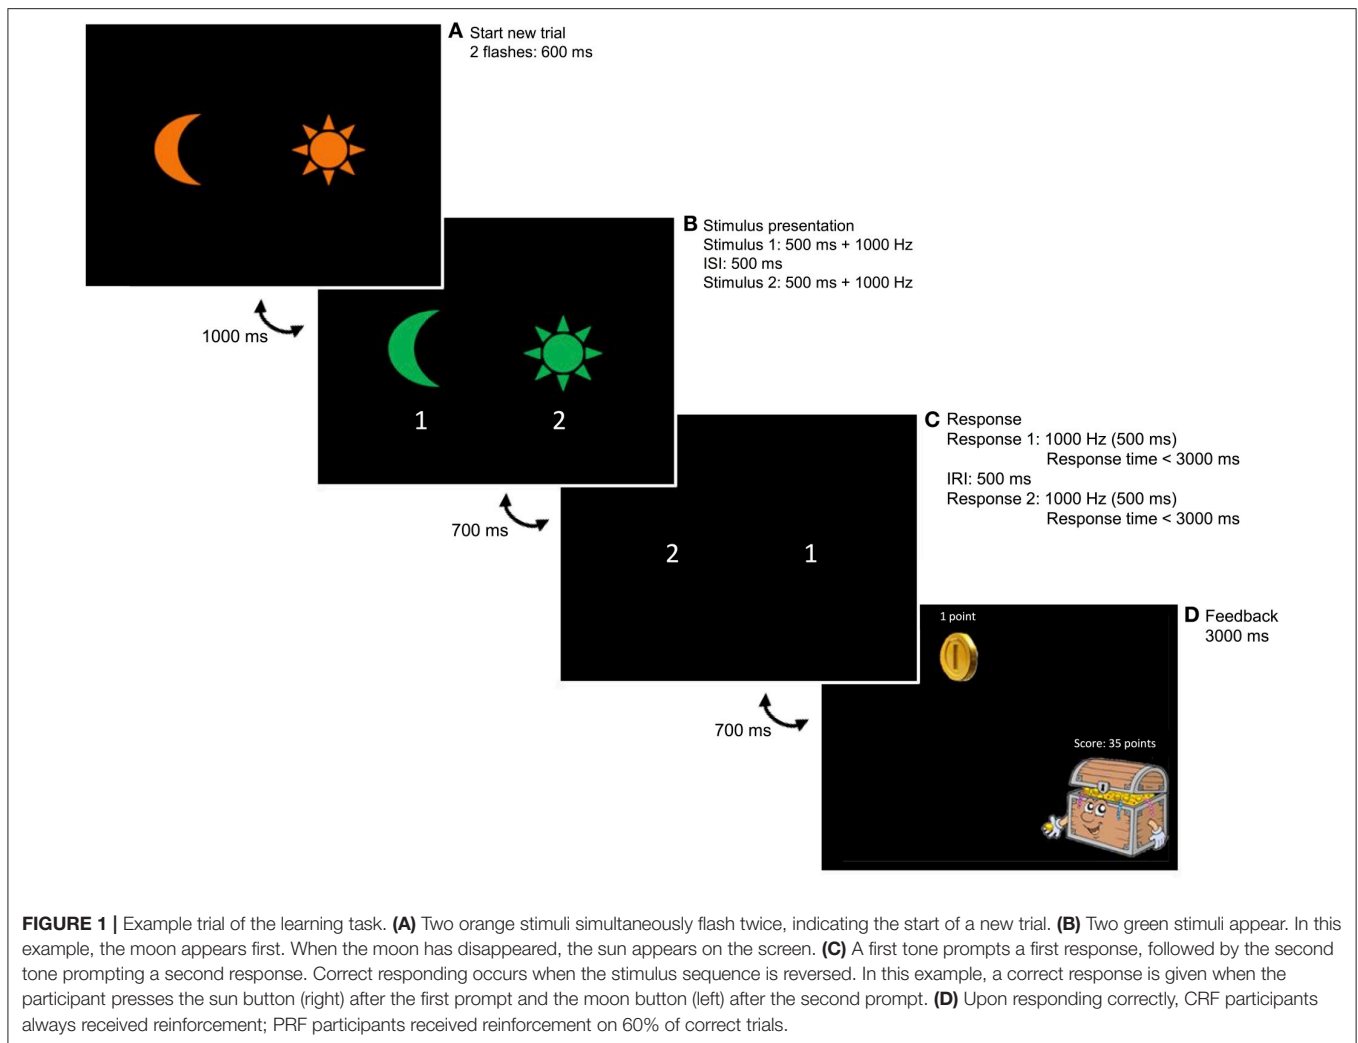 A Start new trial
2 flashes: 600 ms
1000 ms
B Stimulus presentation
Stimulus 1: 500 ms + 1000 Hz
ISI: 500 ms
Stimulus 2: 500 ms + 1000 Hz
1 2
700 ms
C Response
Response 1: 1000 Hz (500 ms)
Response time < 3000 ms
IRI: 500 ms
Response 2: 1000 Hz (500 ms)
Response time < 3000 ms
2 1
700 ms
D Feedback
3000 ms
1 point
Score: 35 points
FIGURE 1 | Example trial of the learning task. (A) Two orange stimuli simultaneously flash twice, indicating the start of a new trial. (B) Two green stimuli appear. In this
example, the moon appears first. When the moon has disappeared, the sun appears on the screen. (C) A first tone prompts a first response, followed by the second
tone prompting a second response. Correct responding occurs when the stimulus sequence is reversed. In this example, a correct response is given when the
participant presses the sun button (right) after the first prompt and the moon button (left) after the second prompt. (D) Upon responding correctly, CRF participants
always received reinforcement; PRF participants received reinforcement on 60% of correct trials.